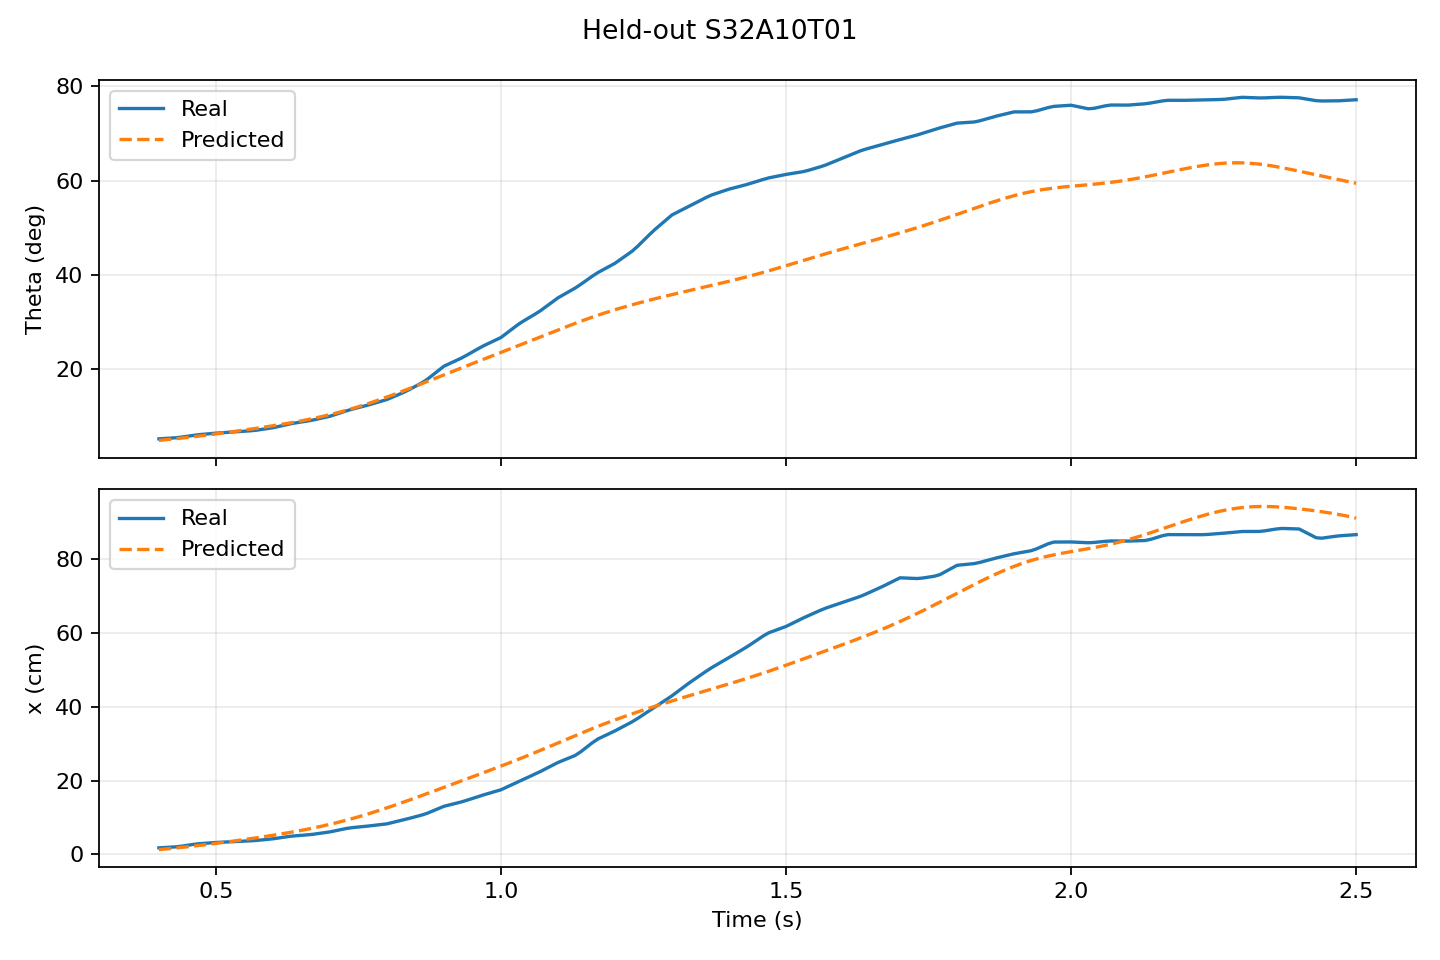 Held-out S32A10T01
80
60
40
20
Theta (deg)
Real
Predicted
80
60
40
20
0
x (cm)
Real
Predicted
0.5 1.0 1.5 2.0 2.5
Time (s)